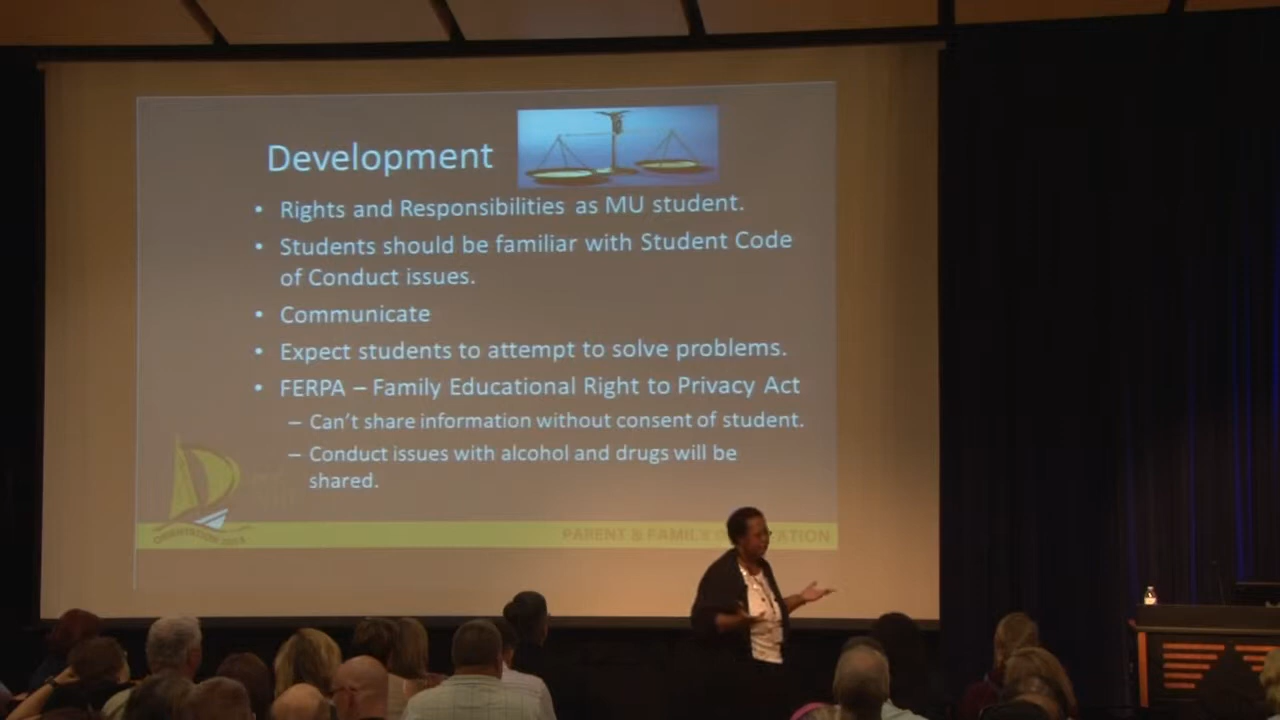 Development
• Rights and Responsibilities as MU student.
• Students should be familiar with Student Code
of Conduct issues.
• Communicate
• Expect students to attempt to solve problems.
• FERPA – Family Educational Right to Privacy Act
– Can't share information without consent of student.
– Conduct issues with alcohol and drugs will be
shared.
PARENT & FAMILY